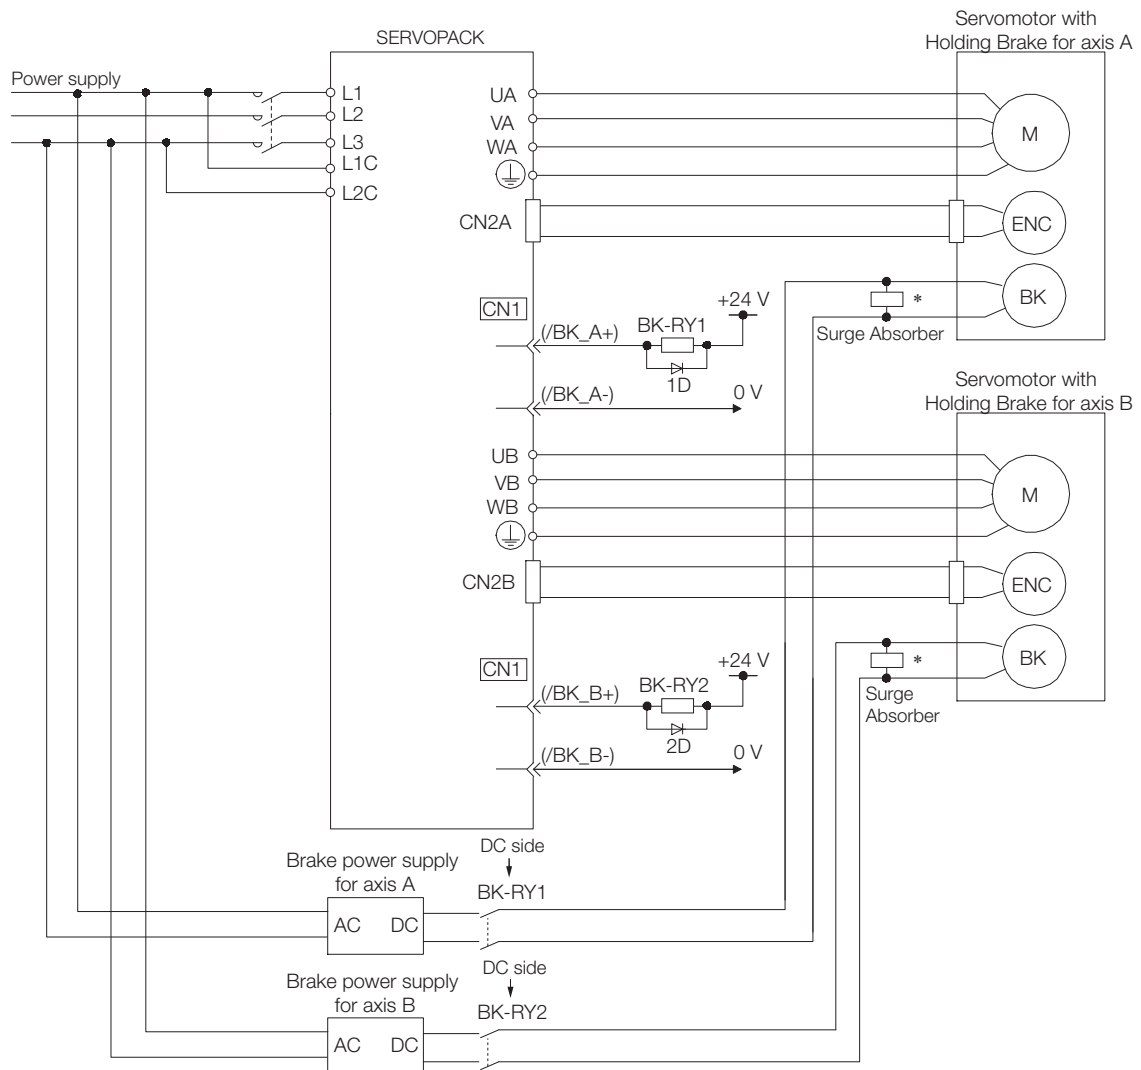 Servomotor with
Holding Brake for axis A
SERVOPACK
Power supply
L1
L2
L3
L1C
L2C
UA
VA
WA
M
CN2A
ENC
CN1
BK
*
Surge Absorber
+24 V
(/BK_A+)
BK-RY1
1D
(/BK_A-)
0 V
Servomotor with
Holding Brake for axis B
UB
VB
WB
M
CN2B
ENC
CN1
BK
*
Surge
Absorber
+24 V
(/BK_B+)
BK-RY2
2D
(/BK_B-)
0 V
Brake power supply
for axis A
DC side
BK-RY1
AC DC
Brake power supply
for axis B
DC side
BK-RY2
AC DC